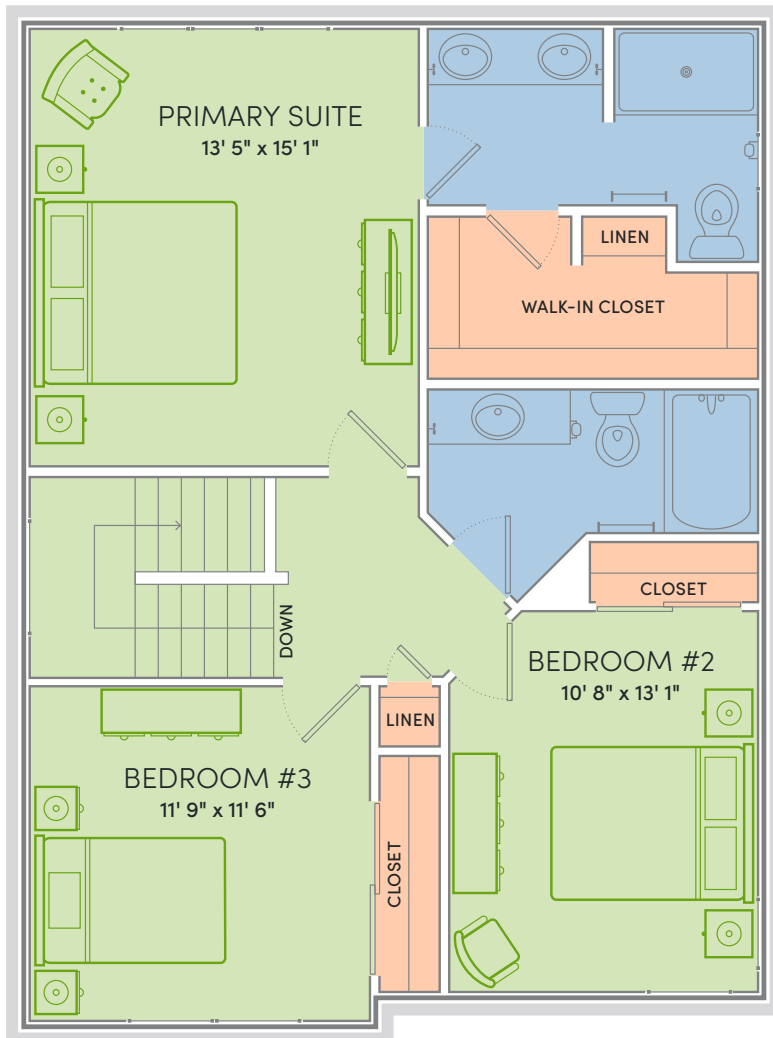 PRIMARY SUITE
13' 5" x 15' 1"
LINEN
WALK-IN CLOSET
CLOSET
DOWN
BEDROOM #2
10' 8" x 13' 1"
LINEN
BEDROOM #3
11' 9" x 11' 6"
CLOSET